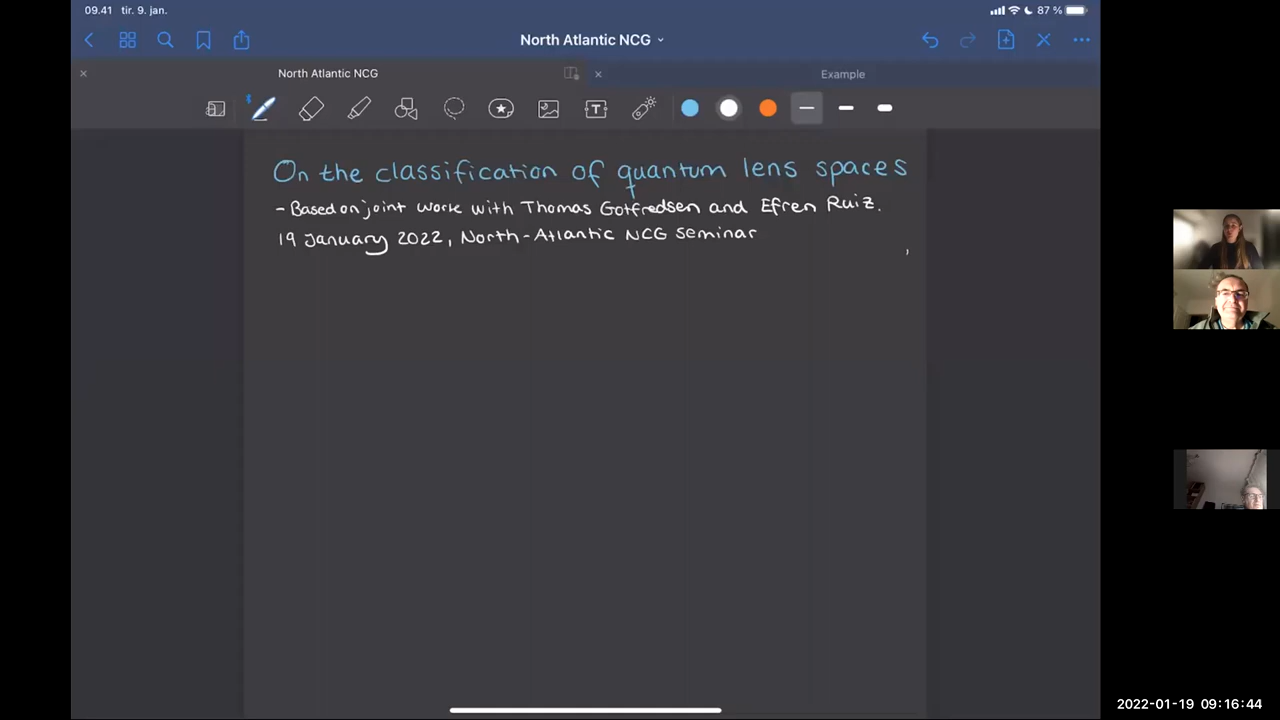 09.41 tir. 9. jan. 87 %
North Atlantic NCG
North Atlantic NCG Example
On the classification of quantum lens spaces
- Based on joint work with Thomas Gotfredsen and Efren Ruiz.
19 January 2022, North-Atlantic NCG Seminar
2022-01-19 09:16:44